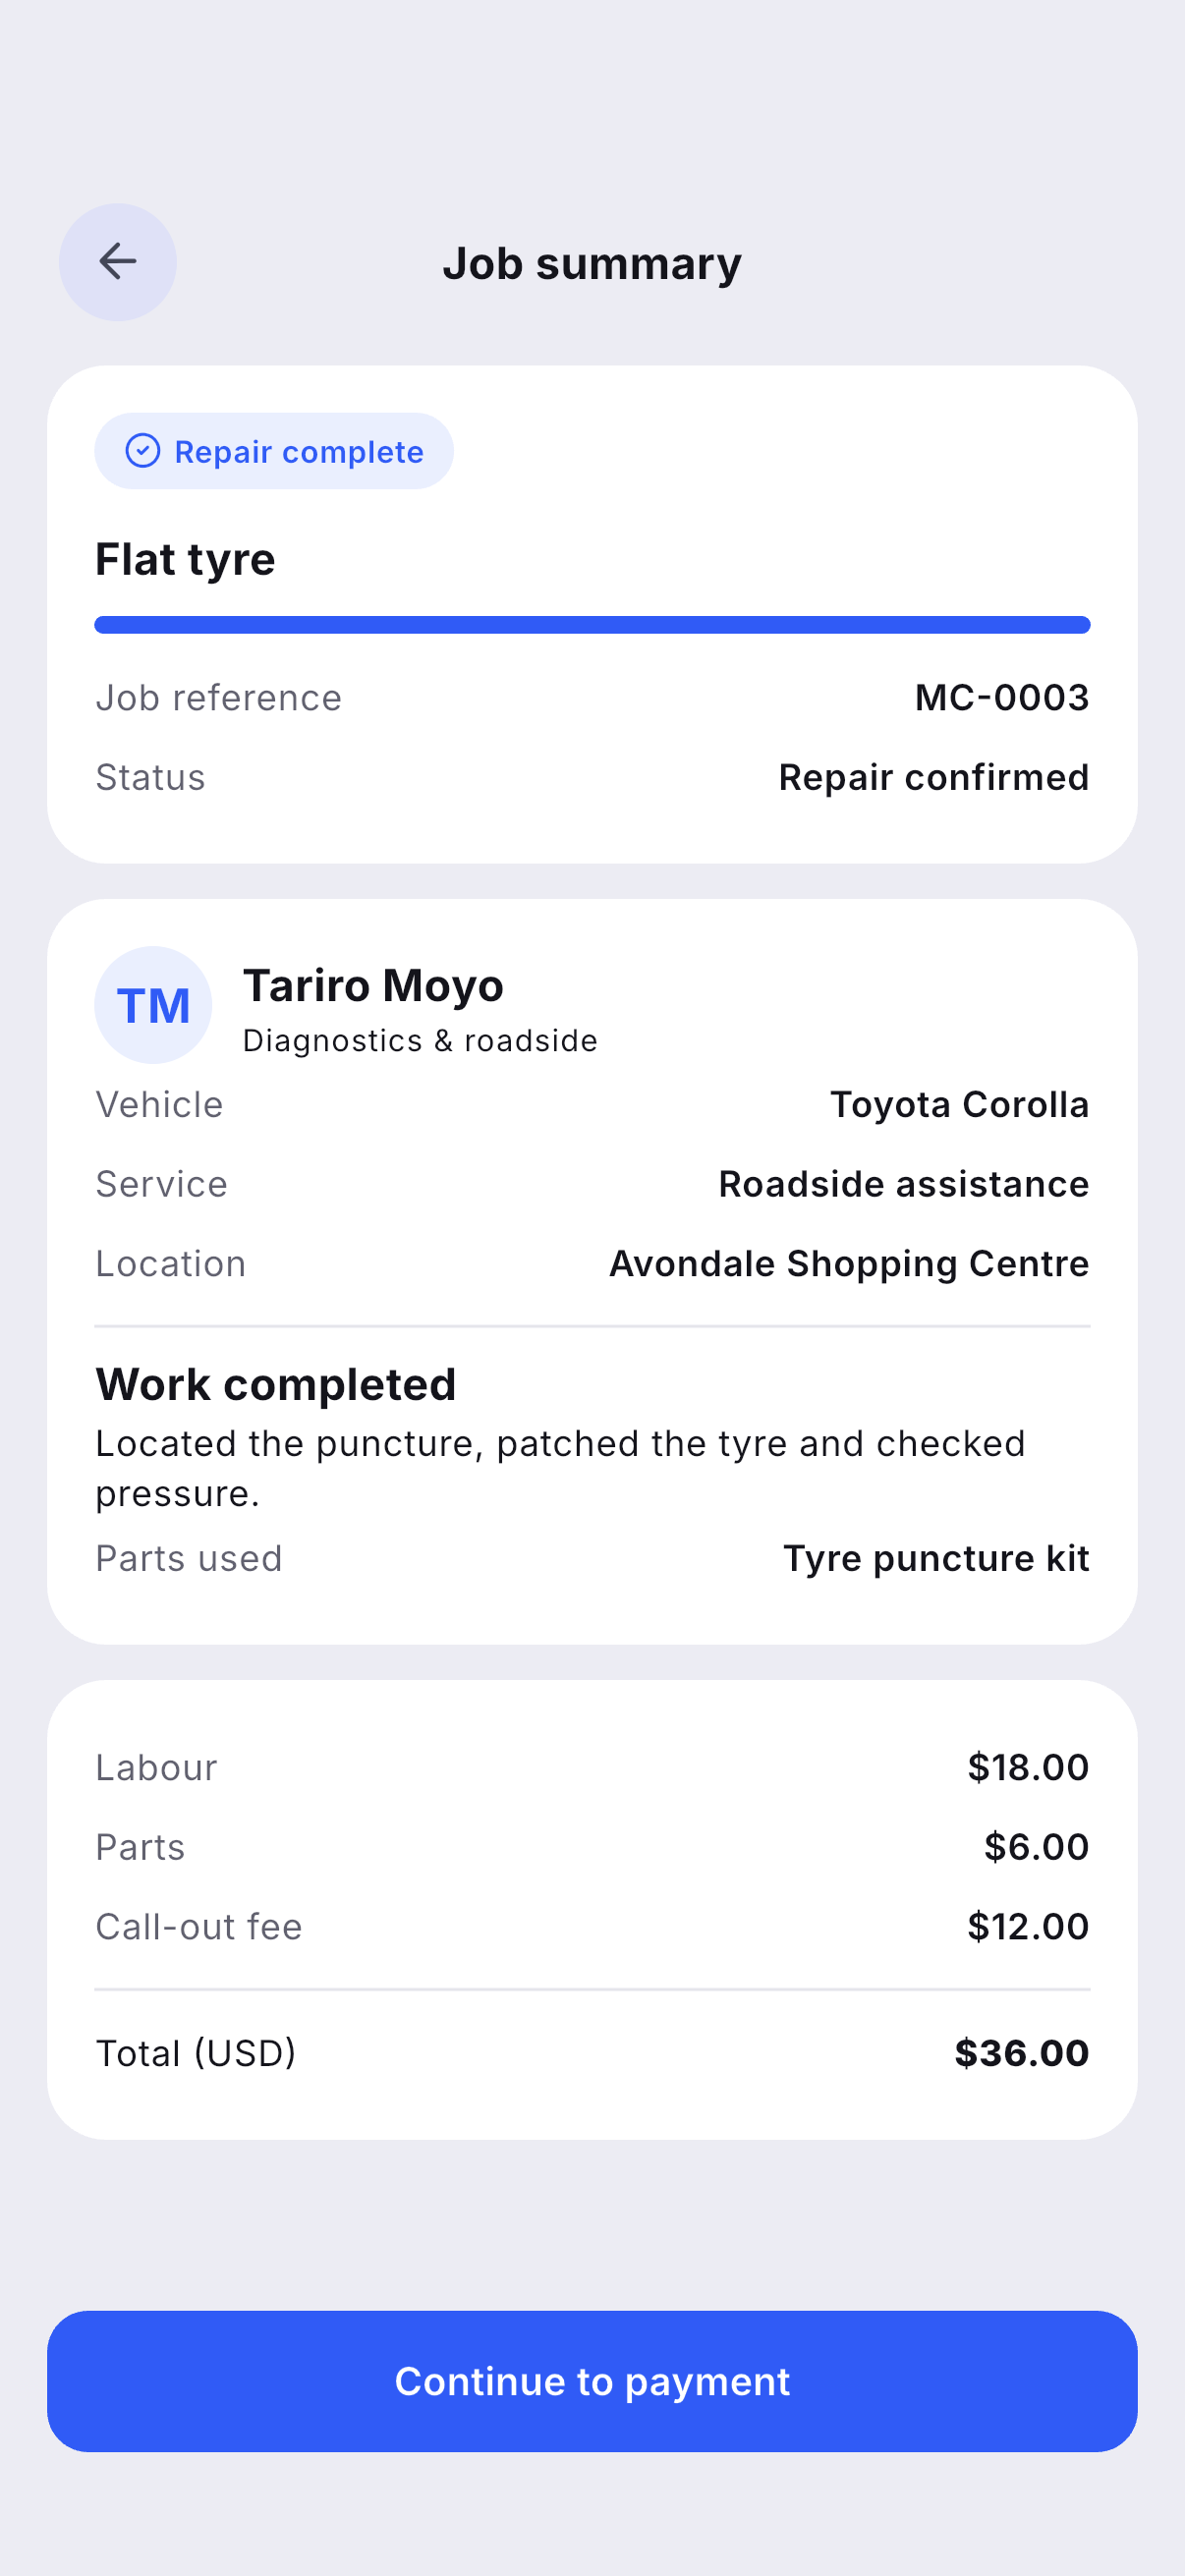 Job summary
Repair complete
Flat tyre
Job reference MC-0003
Status Repair confirmed
TM
Tariro Moyo
Diagnostics & roadside
Vehicle Toyota Corolla
Service Roadside assistance
Location Avondale Shopping Centre
Work completed
Located the puncture, patched the tyre and checked
pressure.
Parts used Tyre puncture kit
Labour $18.00
Parts $6.00
Call-out fee $12.00
Total (USD) $36.00
Continue to payment